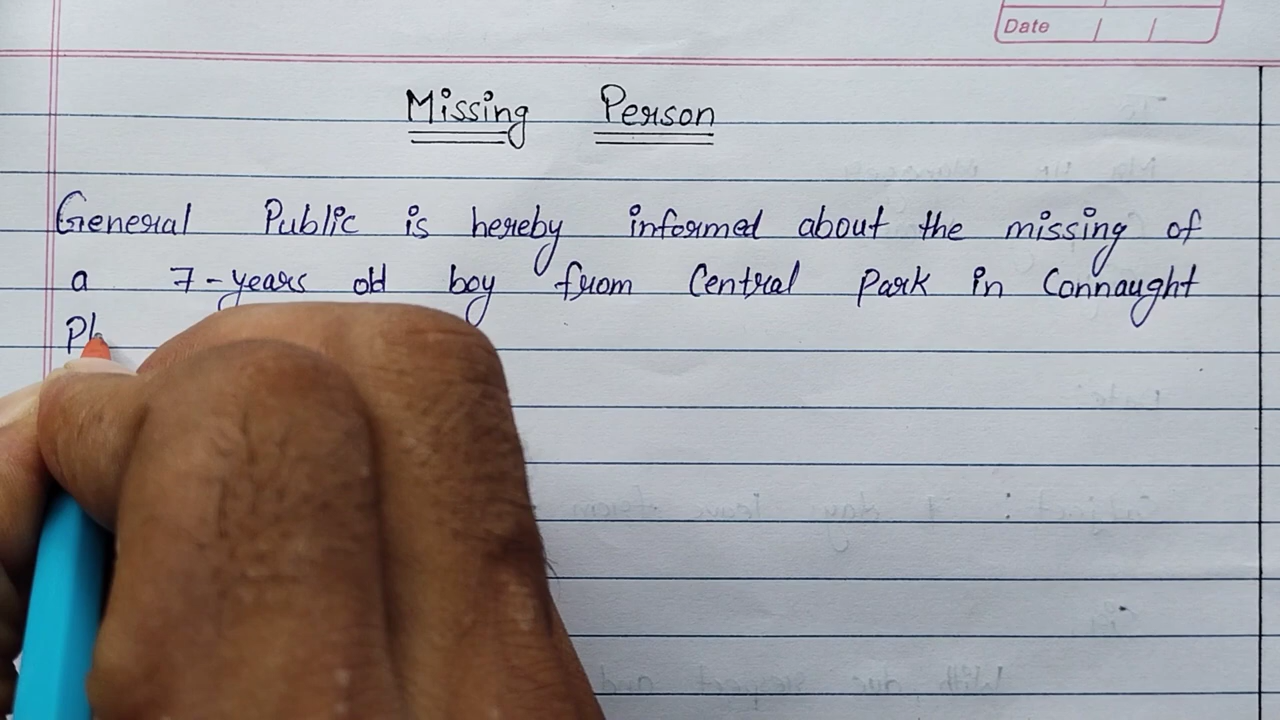 Date
Missing Person
General Public is hereby informed about the missing of
a 7-years old boy from Central Park in Connaught